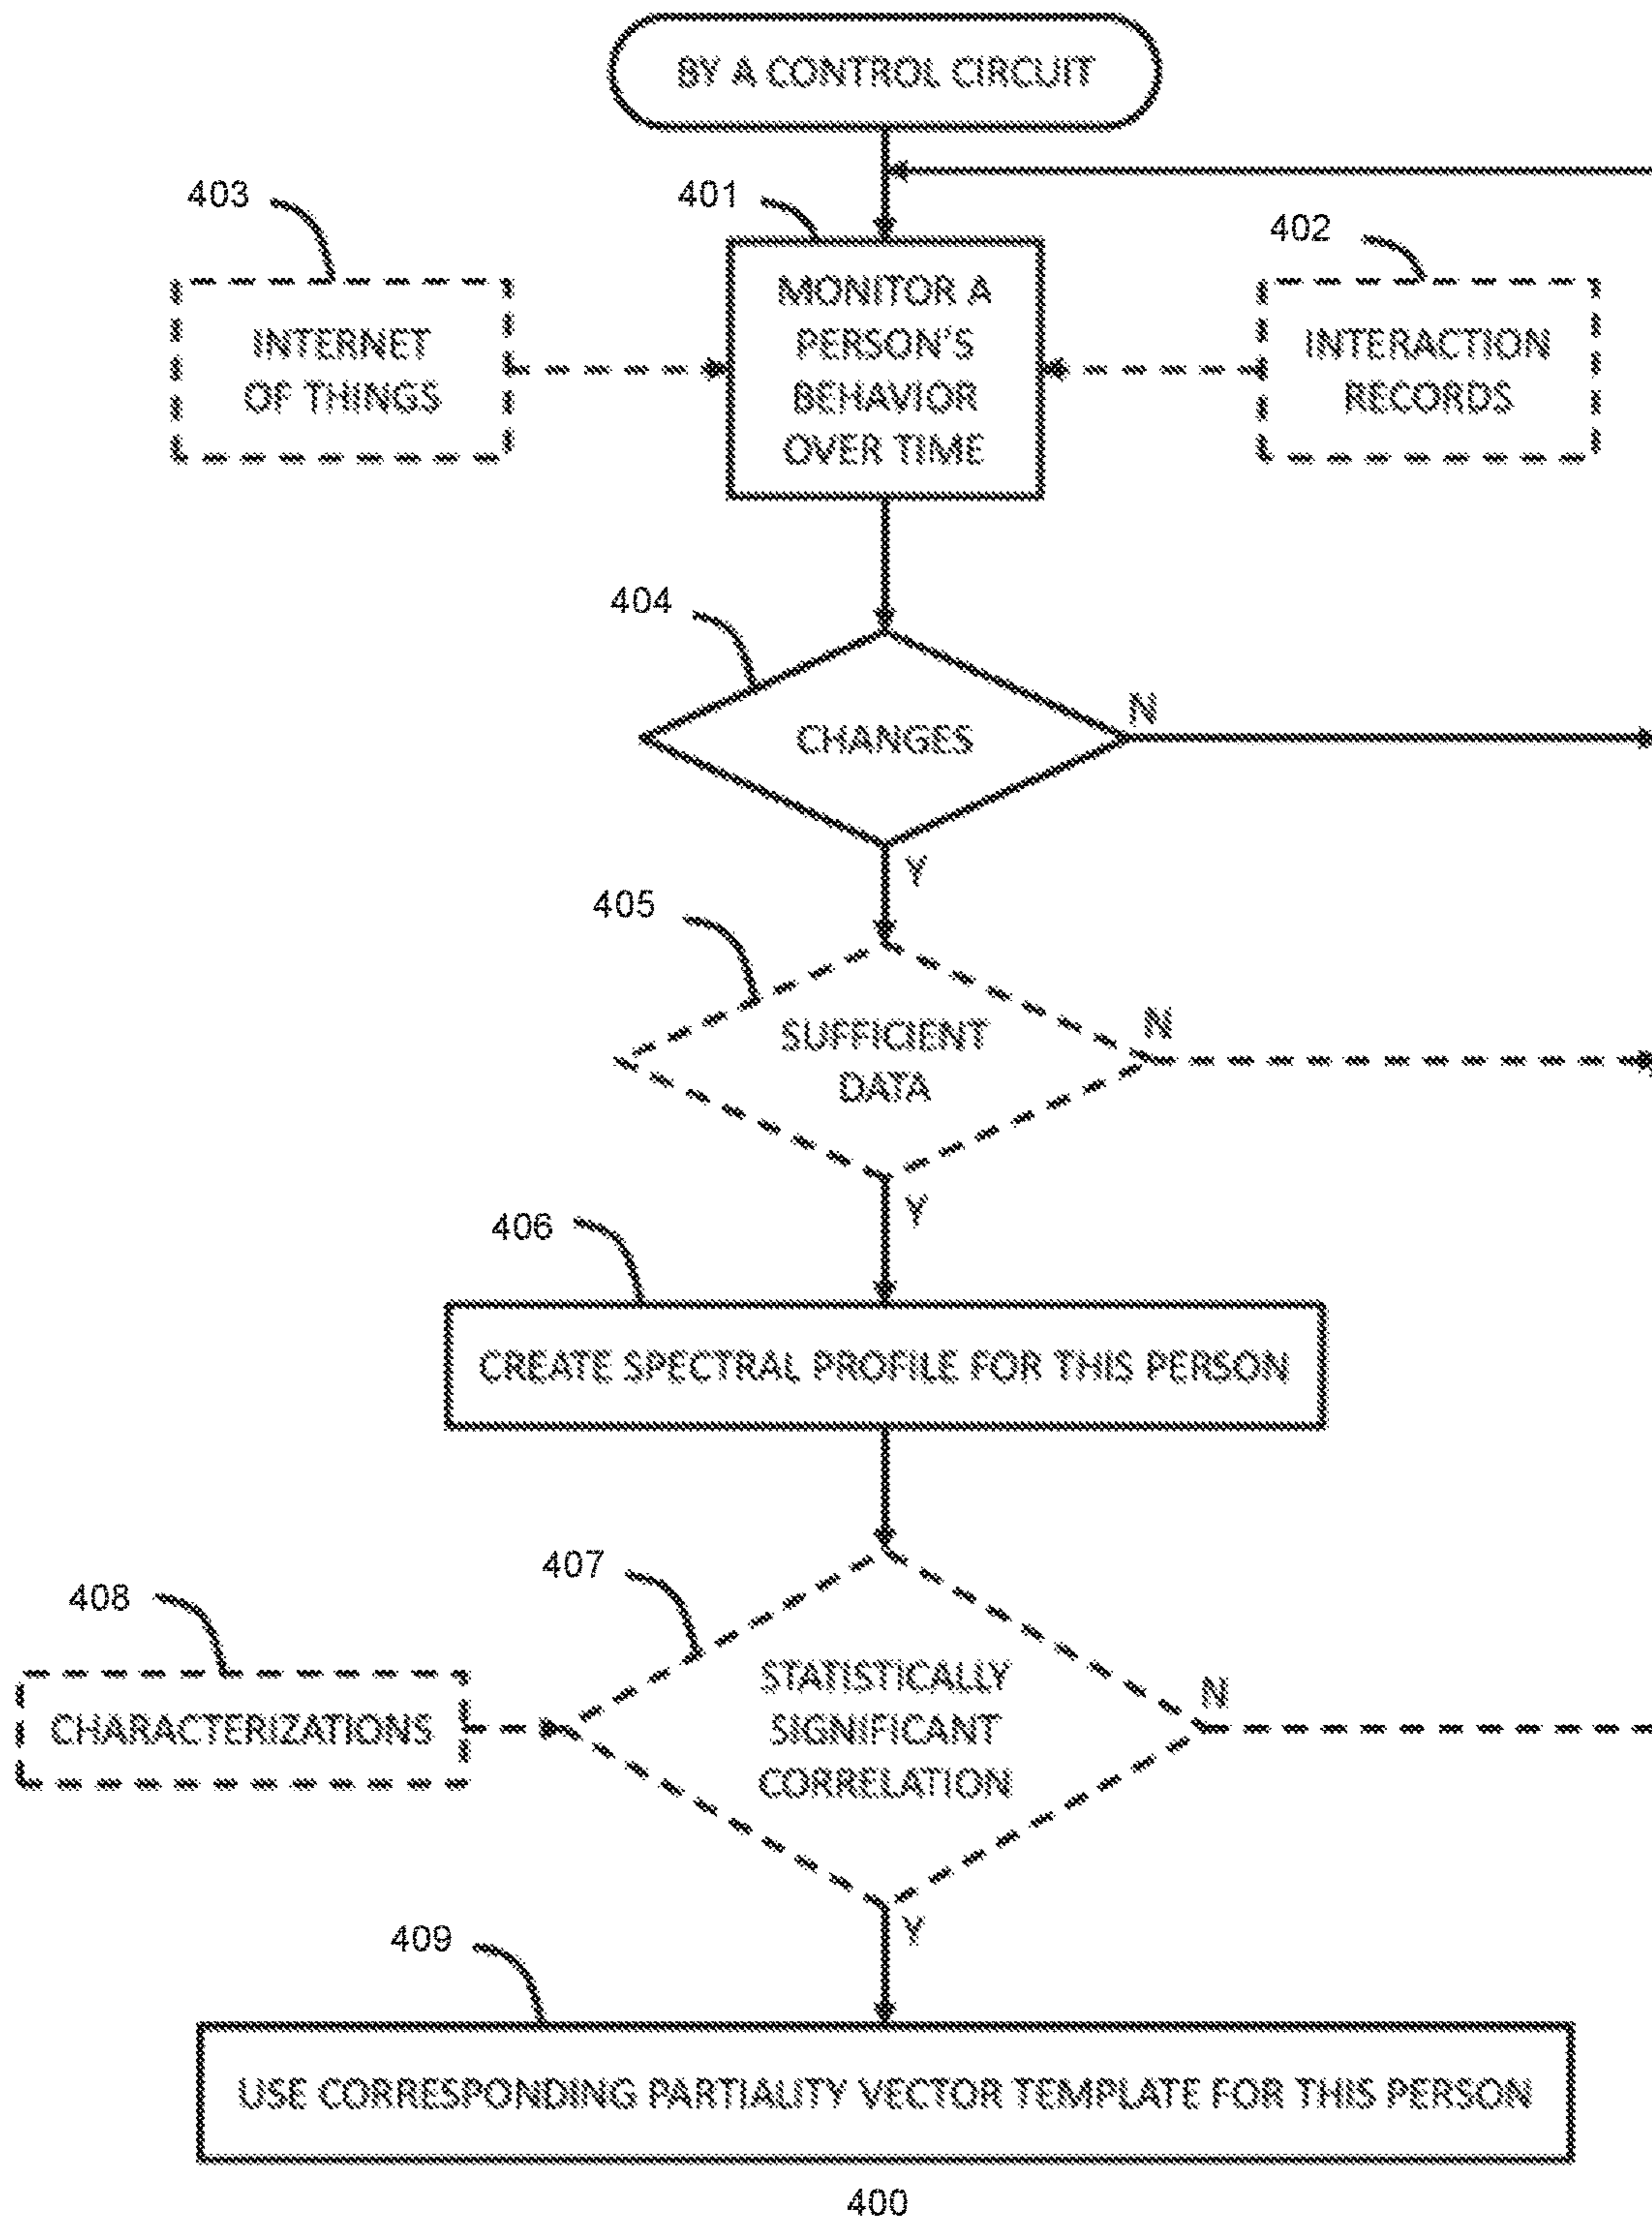 BY A CONTROL CIRCUIT
403
401
402
INTERNET
OF THINGS
MONITOR A
PERSON'S
BEHAVIOR
OVER TIME
INTERACTION
RECORDS
404
CHANGES
N
Y
405
SUFFICIENT
DATA
N
Y
406
CREATE SPECTRAL PROFILE FOR THIS PERSON
407
408
CHARACTERIZATIONS
STATISTICALLY
SIGNIFICANT
CORRELATION
N
Y
409
USE CORRESPONDING PARTIALITY VECTOR TEMPLATE FOR THIS PERSON
400